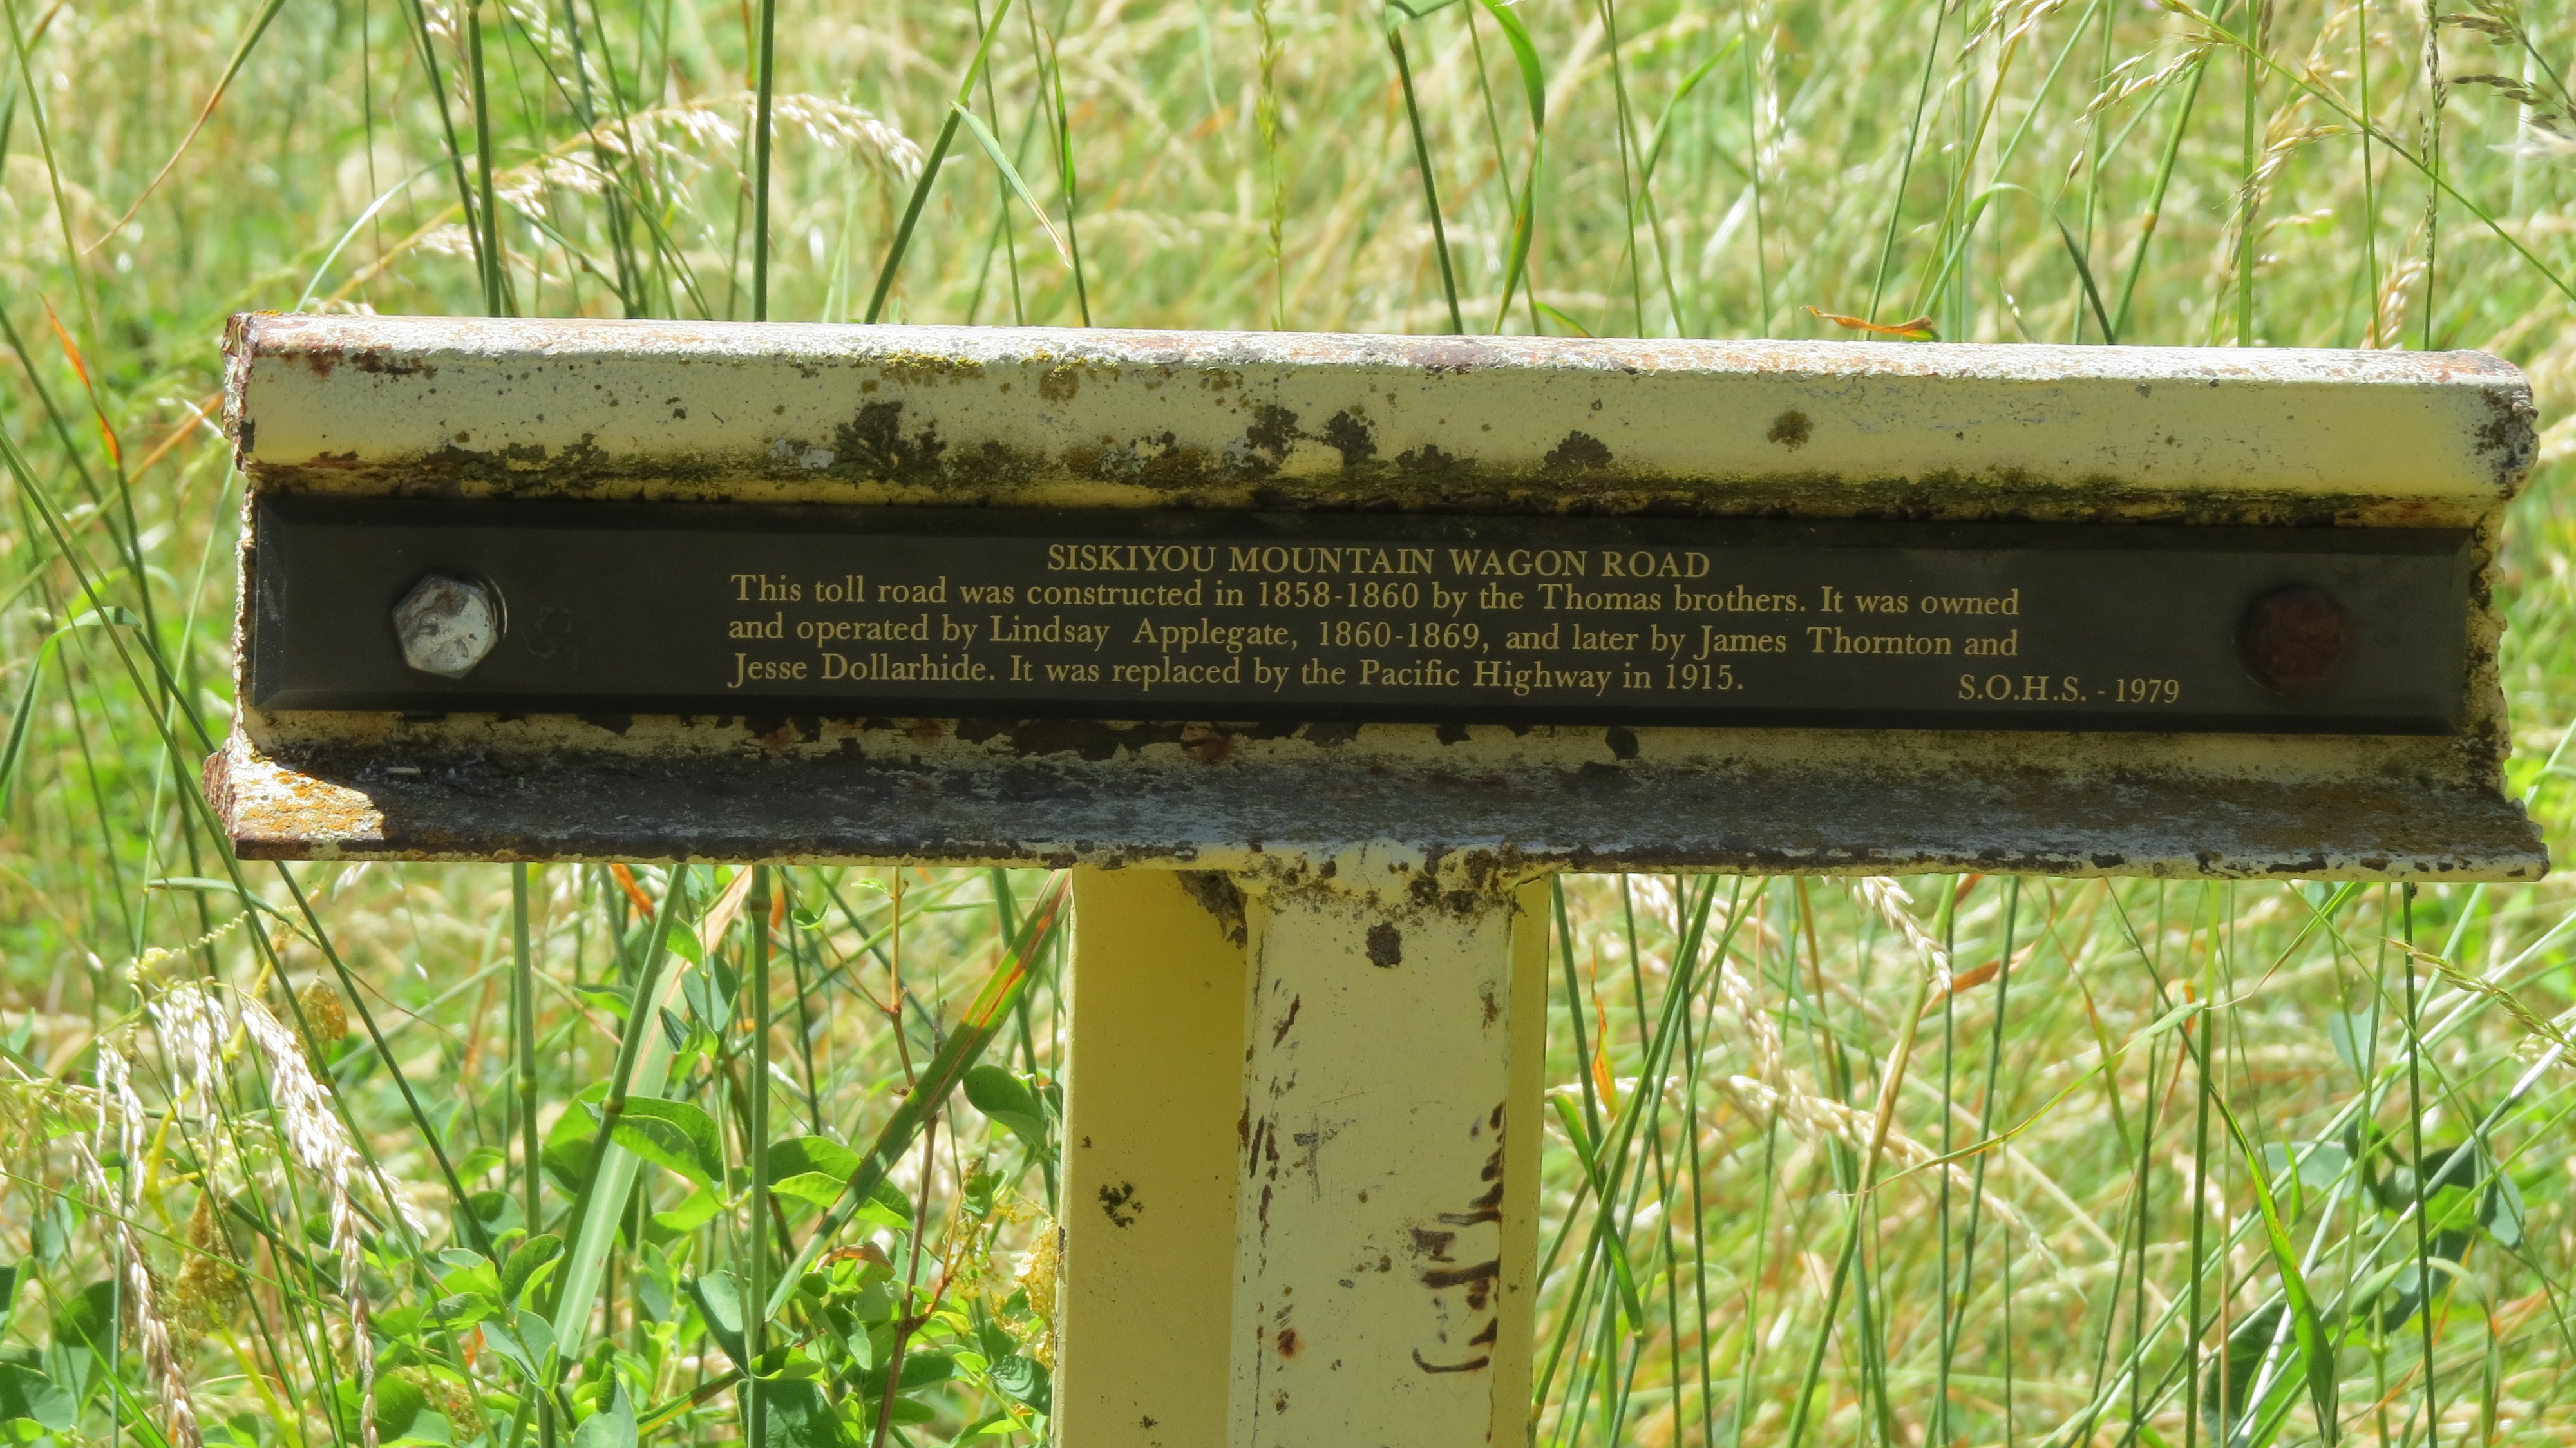 SISKIYOU MOUNTAIN WAGON ROAD
This toll road was constructed in 1858-1860 by the Thomas brothers. It was owned
and operated by Lindsay Applegate, 1860-1869, and later by James Thornton and
Jesse Dollarhide. It was replaced by the Pacific Highway in 1915.
S.O.H.S. - 1979